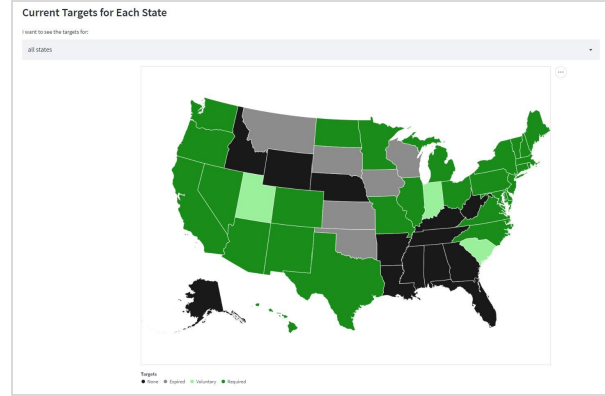 Current Targets for Each State
I want to see the targets for:
all states
Targets
None Expired Voluntary Required